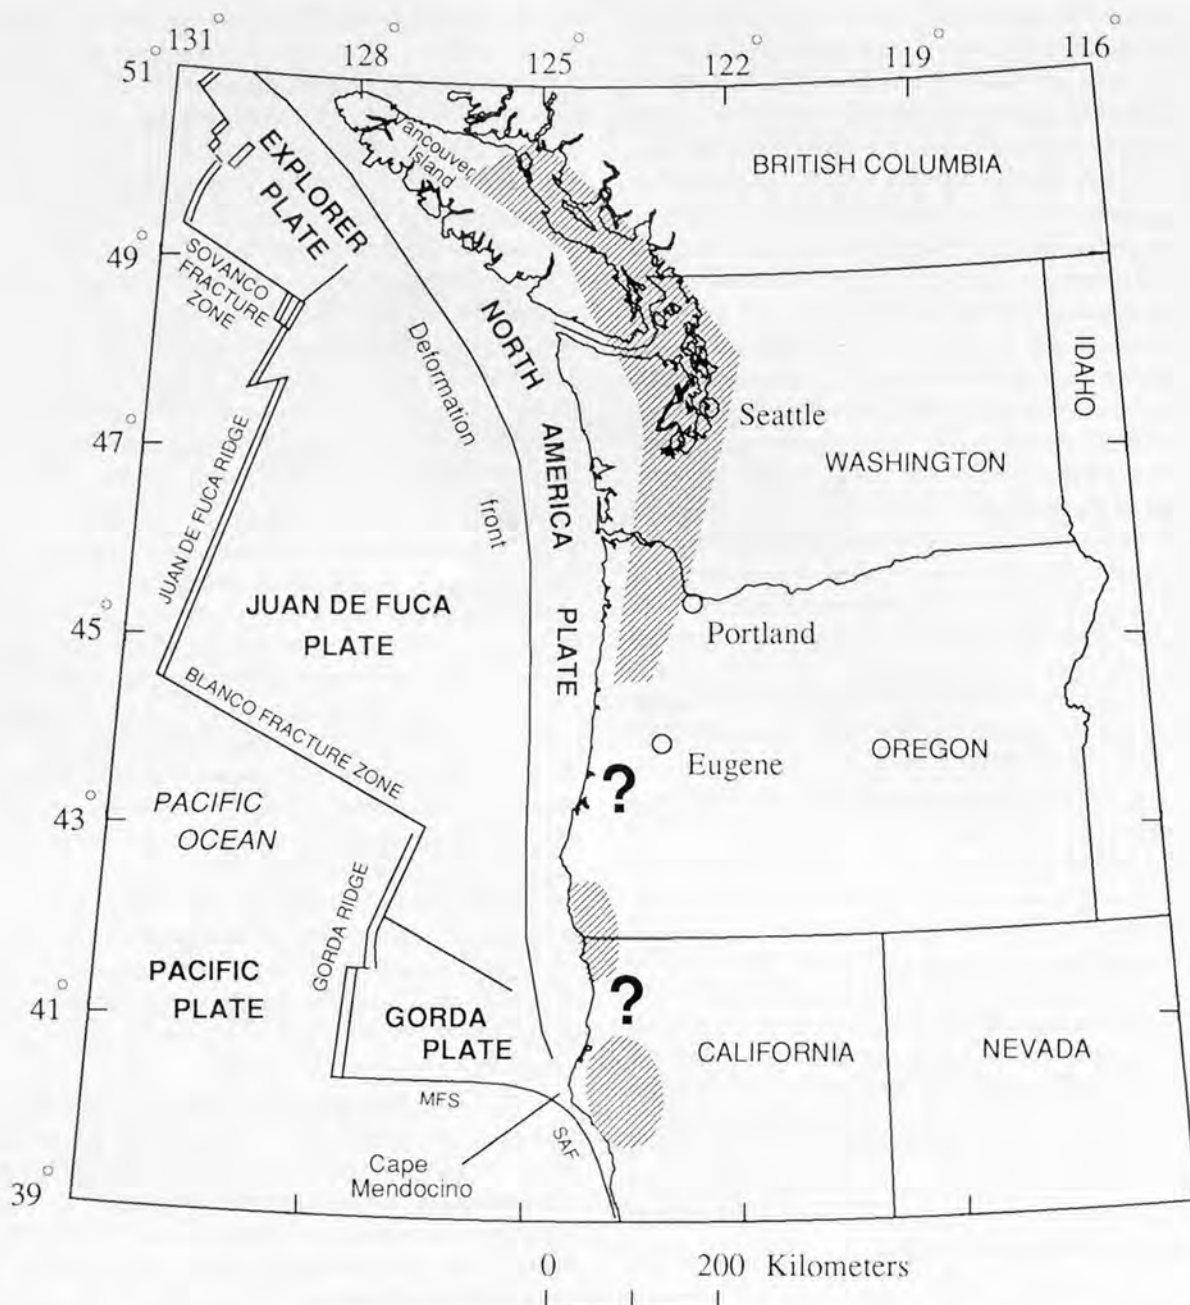 131°
128°
125°
122°
119°
116°
51°
49°
47°
45°
43°
41°
39°
EXPLORER
PLATE
Vancouver
Island
BRITISH COLUMBIA
SOVANCO
FRACTURE
ZONE
Deformation
front
NORTH
AMERICA
PLATE
IDAHO
Seattle
WASHINGTON
JUAN DE FUCA RIDGE
JUAN DE FUCA
PLATE
Portland
BLANCO FRACTURE ZONE
Eugene
OREGON
?
PACIFIC
OCEAN
GORDA RIDGE
PACIFIC
PLATE
GORDA
PLATE
?
CALIFORNIA
NEVADA
MFS
SAF
Cape
Mendocino
0 200 Kilometers